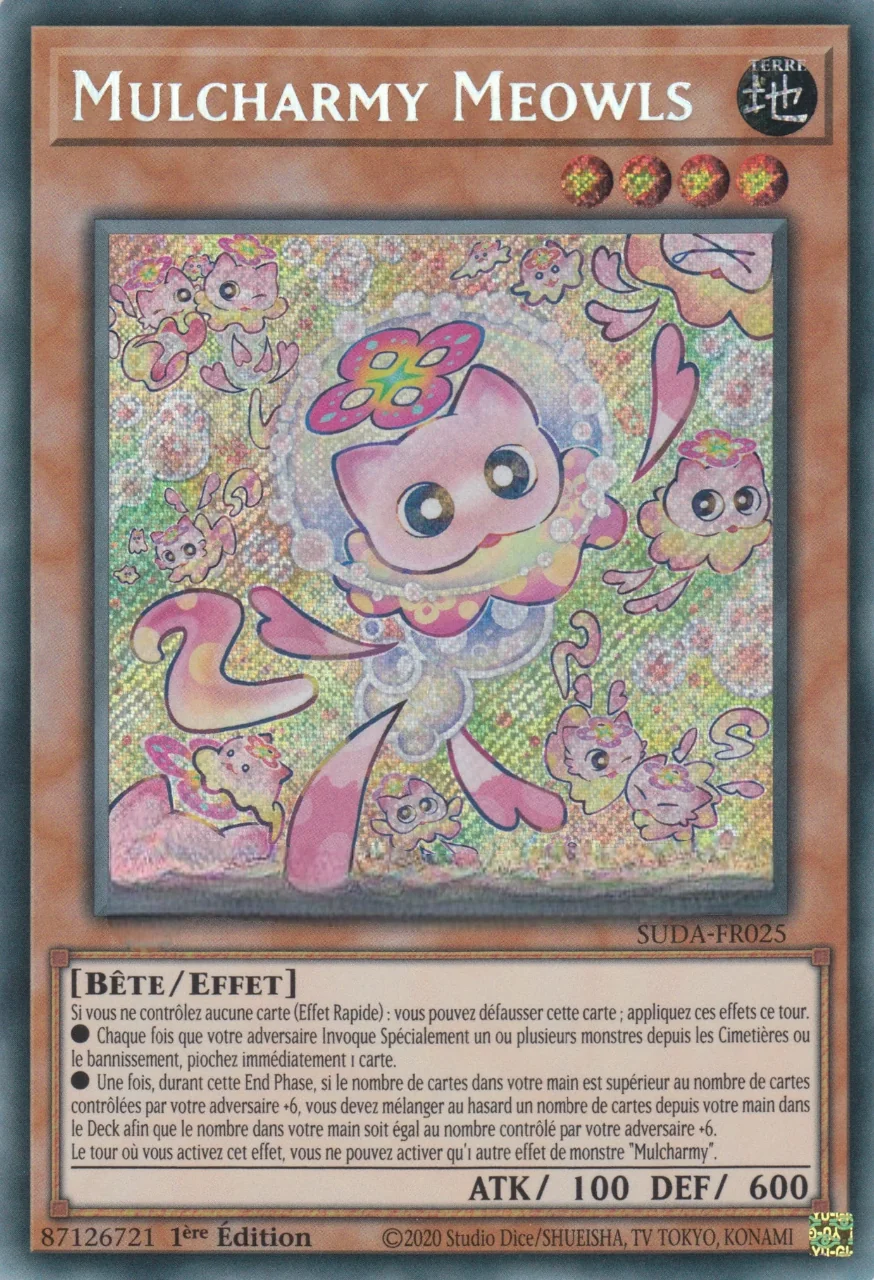 Mulcharmy Meowls
TERRE
地
SUDA-FR025
[Bête/Effet]
Si vous ne contrôlez aucune carte (Effet Rapide) : vous pouvez défausser cette carte ; appliquez ces effets ce tour.
● Chaque fois que votre adversaire Invoque Spécialement un ou plusieurs monstres depuis les Cimetières ou
le bannissement, piochez immédiatement 1 carte.
● Une fois, durant cette End Phase, si le nombre de cartes dans votre main est supérieur au nombre de cartes
contrôlées par votre adversaire +6, vous devez mélanger au hasard un nombre de cartes depuis votre main dans
le Deck afin que le nombre dans votre main soit égal au nombre contrôlé par votre adversaire +6.
Le tour où vous activez cet effet, vous ne pouvez activer qu'1 autre effet de monstre "Mulcharmy".
ATK/ 100 DEF/ 600
87126721 1ère Édition
©2020 Studio Dice/SHUEISHA, TV TOKYO, KONAMI